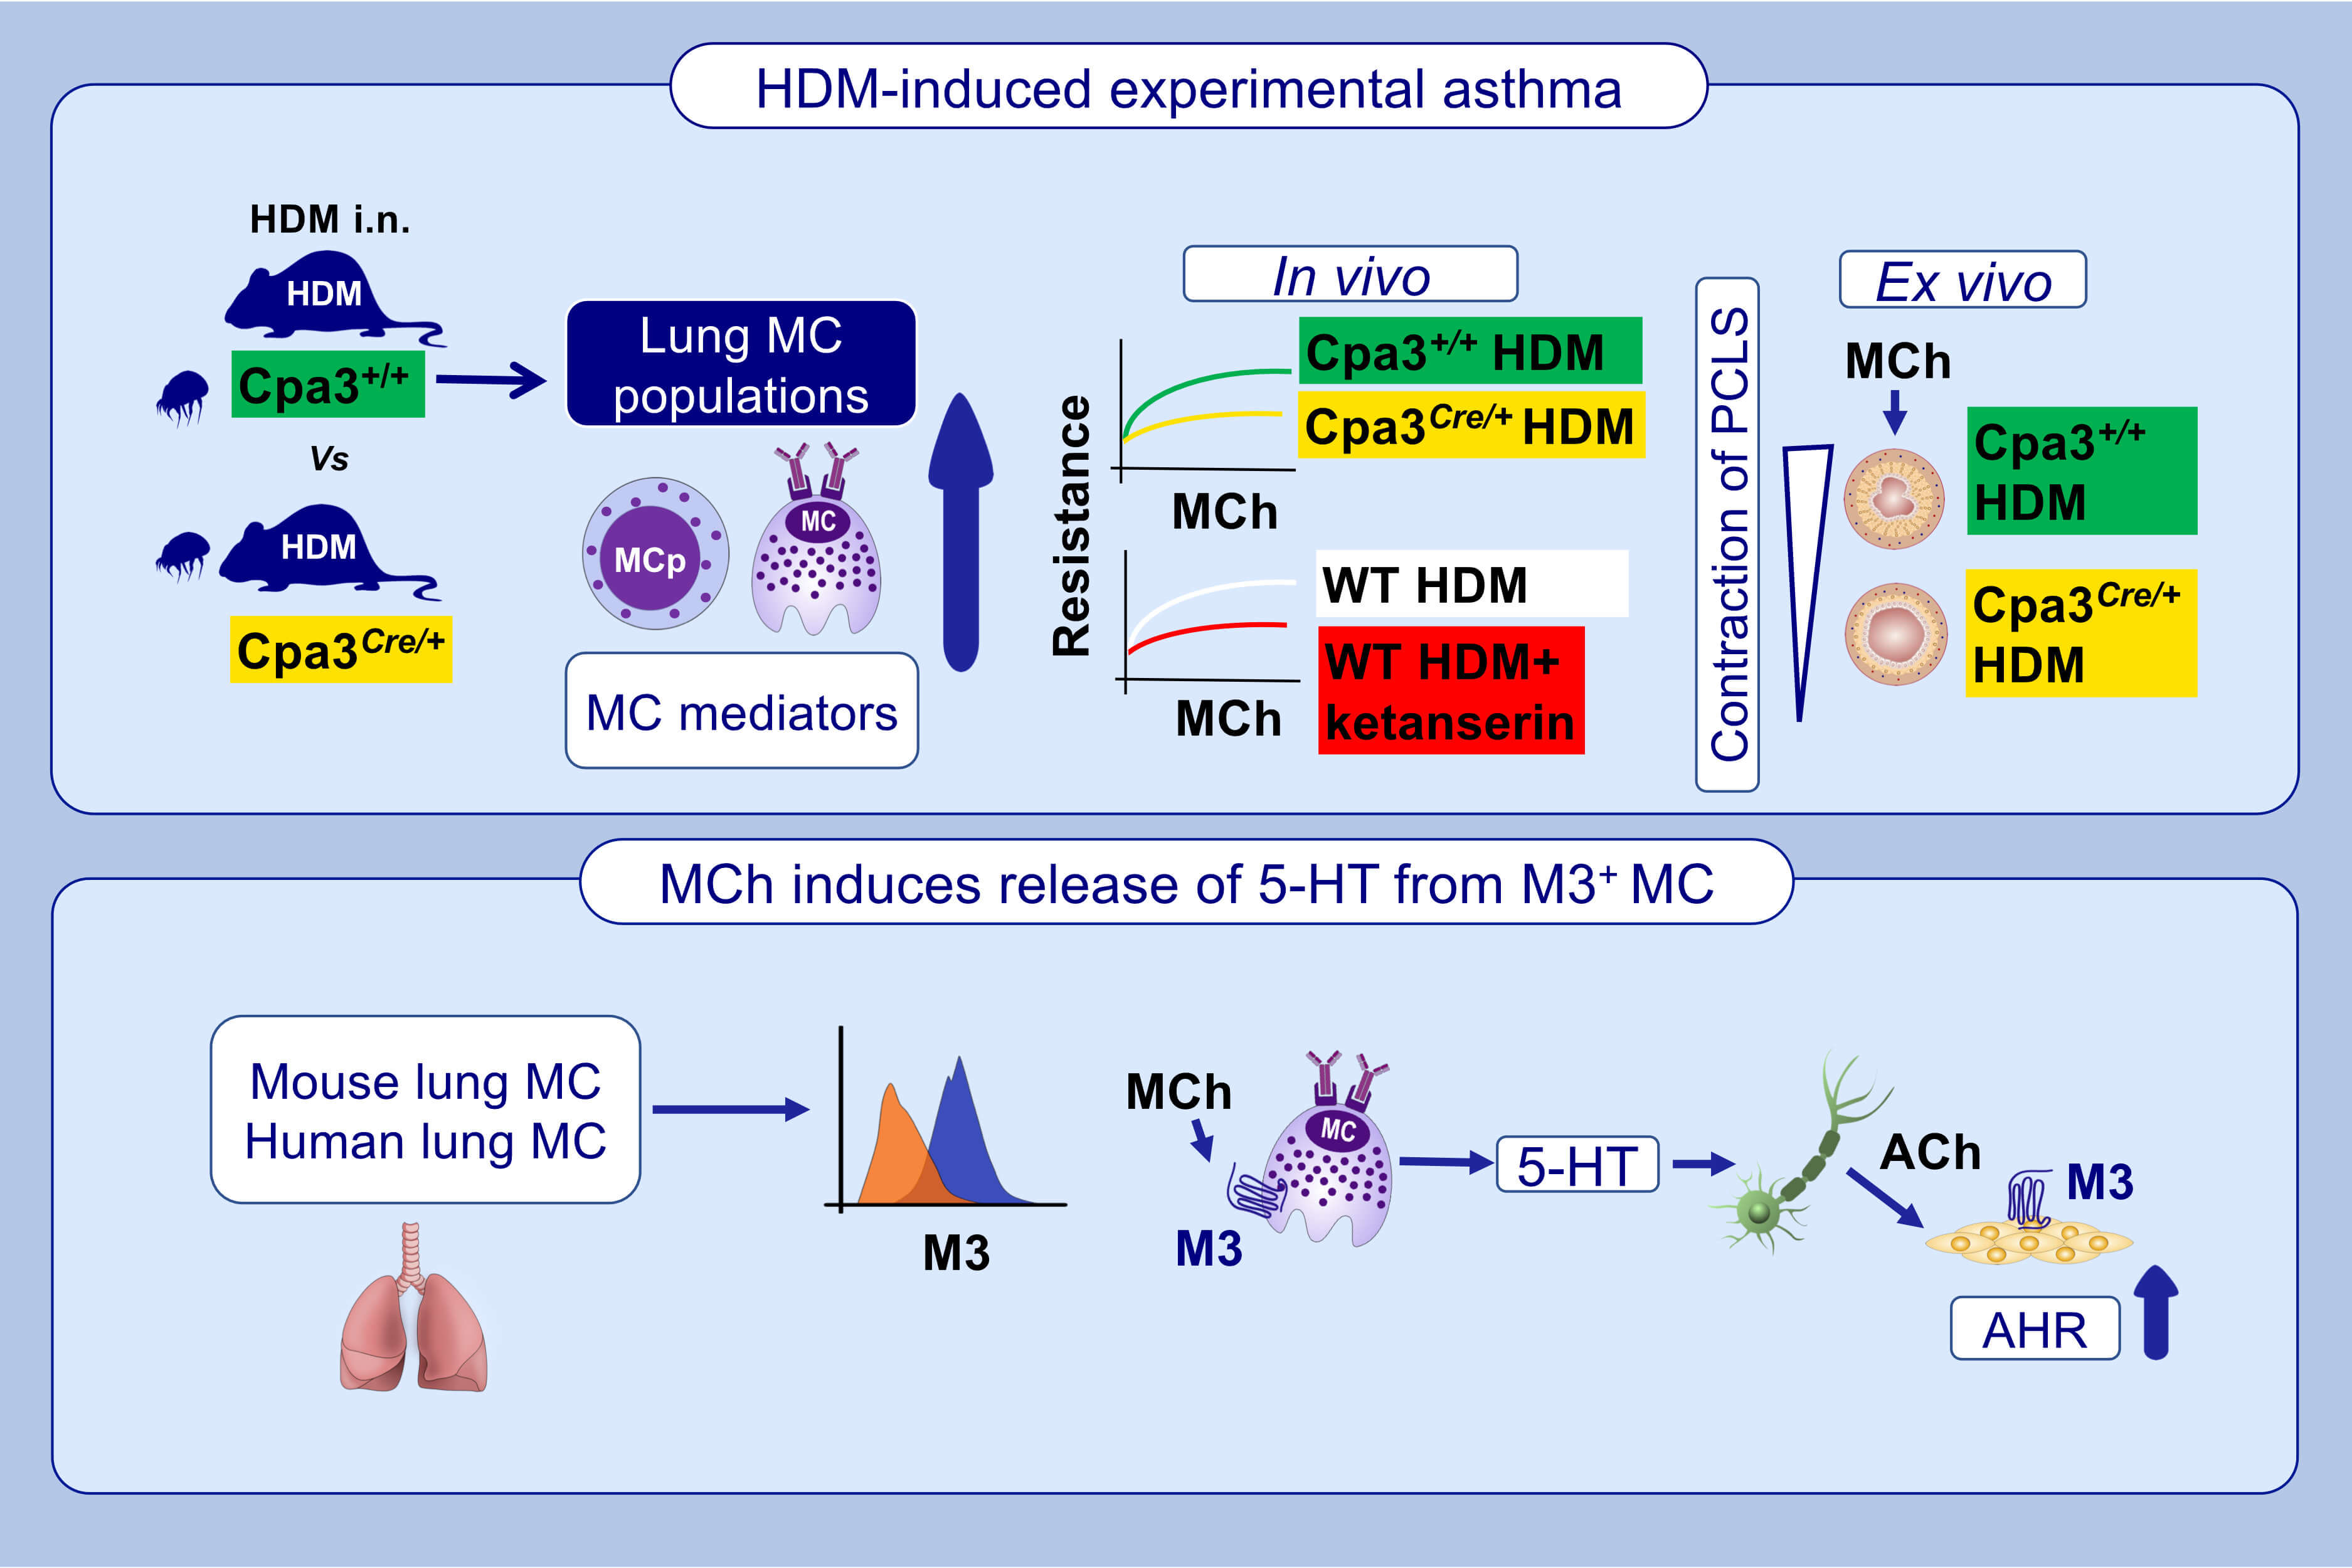 HDM-induced experimental asthma
HDM i.n.
HDM
Cpa3+/+
Vs
HDM
Cpa3Cre/+
Lung MC
populations
MCp
MC
MC mediators
In vivo
Resistance
Cpa3+/+ HDM
Cpa3Cre/+ HDM
MCh
WT HDM
WT HDM+
ketanserin
MCh
Contraction of PCLS
Ex vivo
MCh
Cpa3+/+
HDM
Cpa3Cre/+
HDM
MCh induces release of 5-HT from M3+ MC
Mouse lung MC
Human lung MC
M3
MCh
MC
M3
5-HT
ACh
M3
AHR